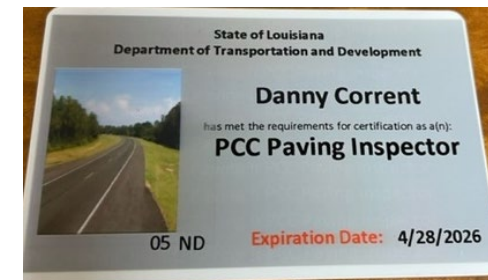 State of Louisiana
Department of Transportation and Development
Danny Corrent
has met the requirements for certification as a(n):
PCC Paving Inspector
05 ND
Expiration Date: 4/28/2026